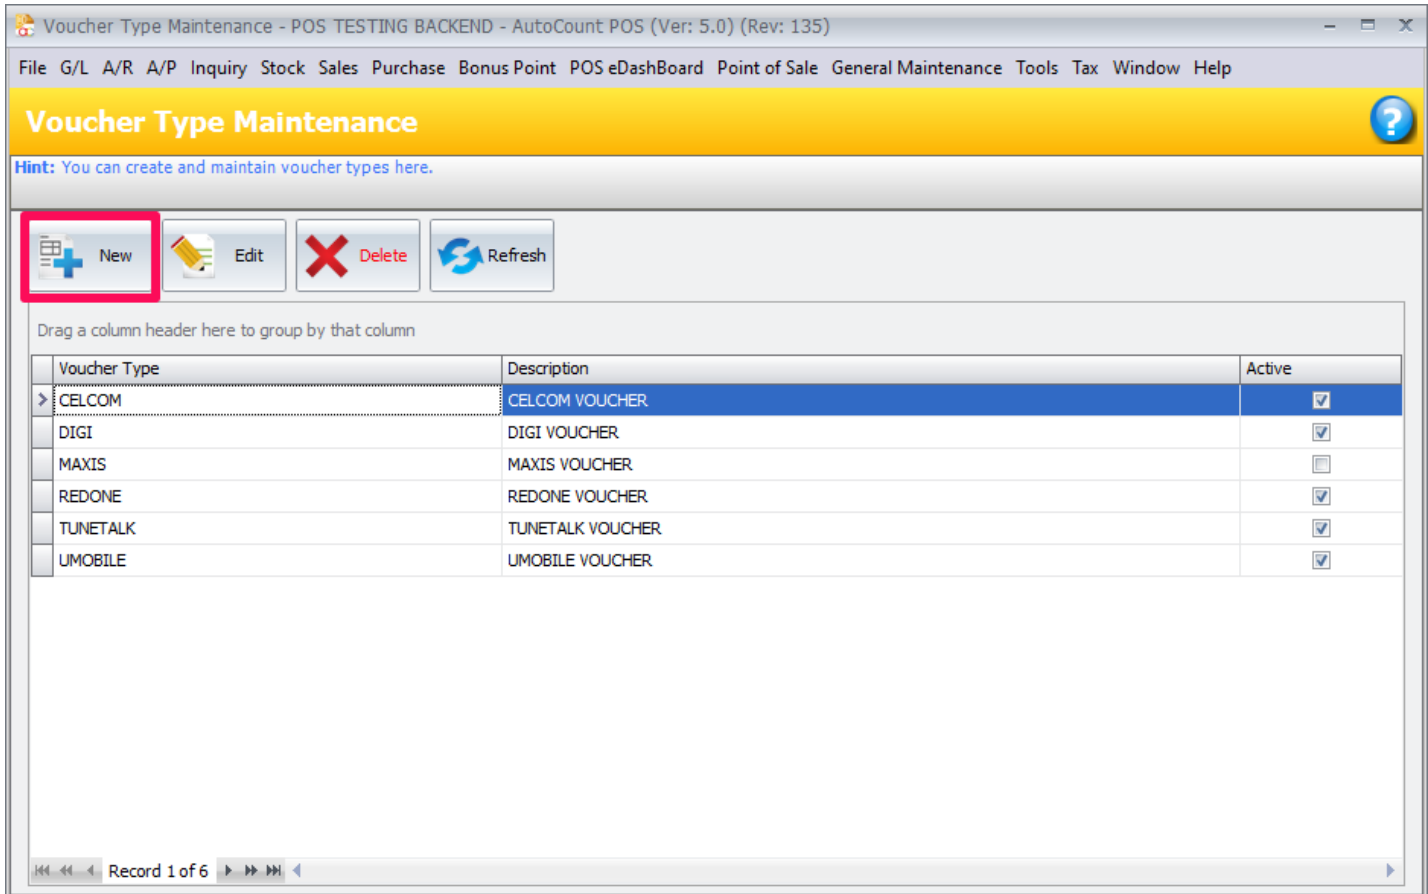 Voucher Type Maintenance - POS TESTING BACKEND - AutoCount POS (Ver: 5.0) (Rev: 135)
File G/L A/R A/P Inquiry Stock Sales Purchase Bonus Point POS eDashBoard Point of Sale General Maintenance Tools Tax Window Help
Voucher Type Maintenance
Hint: You can create and maintain voucher types here.
New Edit Delete Refresh
Drag a column header here to group by that column
Voucher Type Description Active
CELCOM CELCOM VOUCHER
DIGI DIGI VOUCHER
MAXIS MAXIS VOUCHER
REDONE REDONE VOUCHER
TUNETALK TUNETALK VOUCHER
UMOBILE UMOBILE VOUCHER
Record 1 of 6